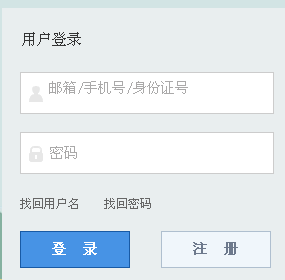 用户登录
邮箱/手机号/身份证号
密码
找回用户名 找回密码
登 录 注 册